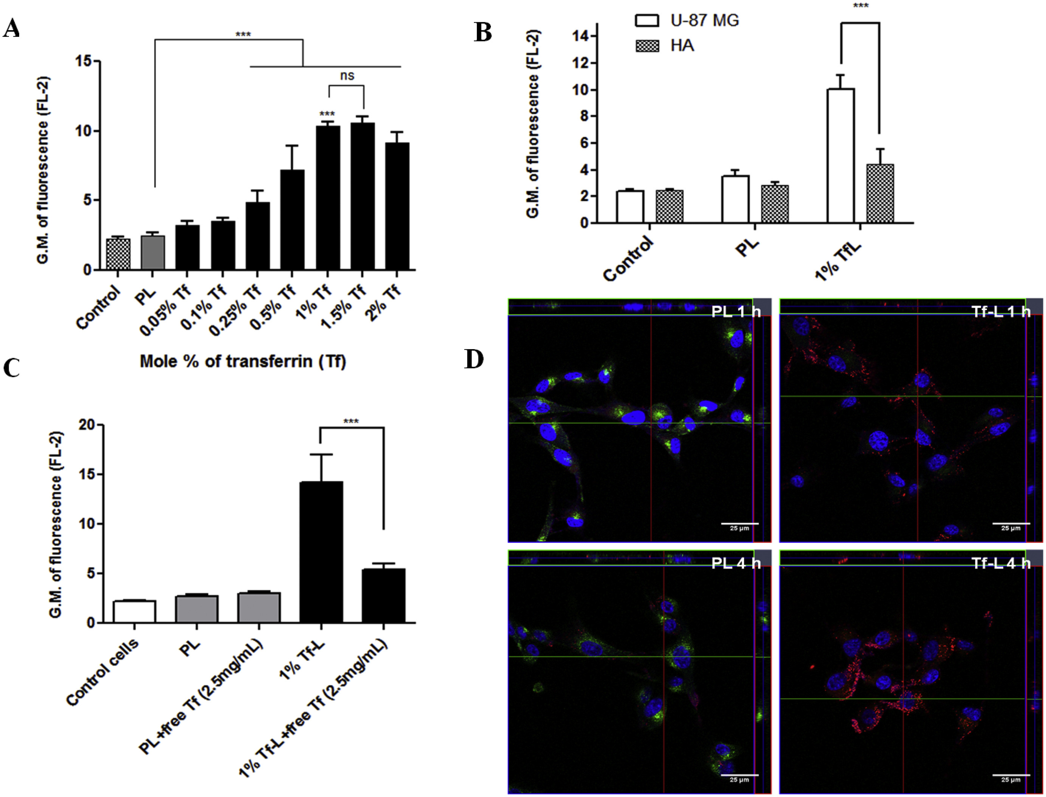 A
***
ns
***
15
10
5
0
G.M. of fluorescence (FL-2)
Control
PL
0.05% Tf
0.1% Tf
0.25% Tf
0.5% Tf
1% Tf
1.5% Tf
2% Tf
Mole % of transferrin (Tf)
B
U-87 MG
HA
***
14
12
10
8
6
4
2
0
G.M. of fluorescence (FL-2)
Control
PL
1% TfL
C
***
20
15
10
5
0
G.M. of fluorescence (FL-2)
Control cells
PL
PL+free Tf (2.5mg/mL)
1% Tf-L
1% Tf-L+free Tf (2.5mg/mL)
D
PL 1 h
25 µm
Tf-L 1 h
25 µm
PL 4 h
25 µm
Tf-L 4 h
25 µm